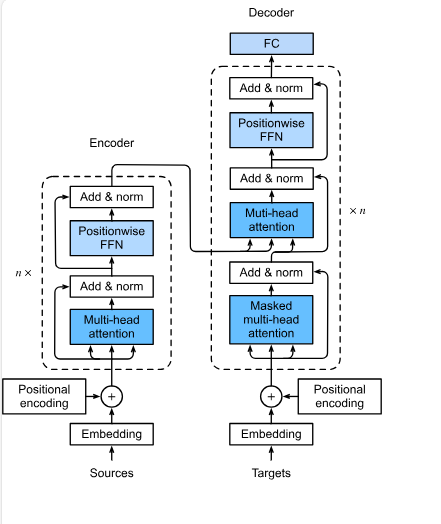 Decoder
FC
Add & norm
Positionwise
FFN
Add & norm
Muti-head
attention
× n
Add & norm
Masked
multi-head
attention
Positional
encoding
+
Embedding
Targets
Encoder
Add & norm
Positionwise
FFN
n ×
Add & norm
Multi-head
attention
Positional
encoding
+
Embedding
Sources